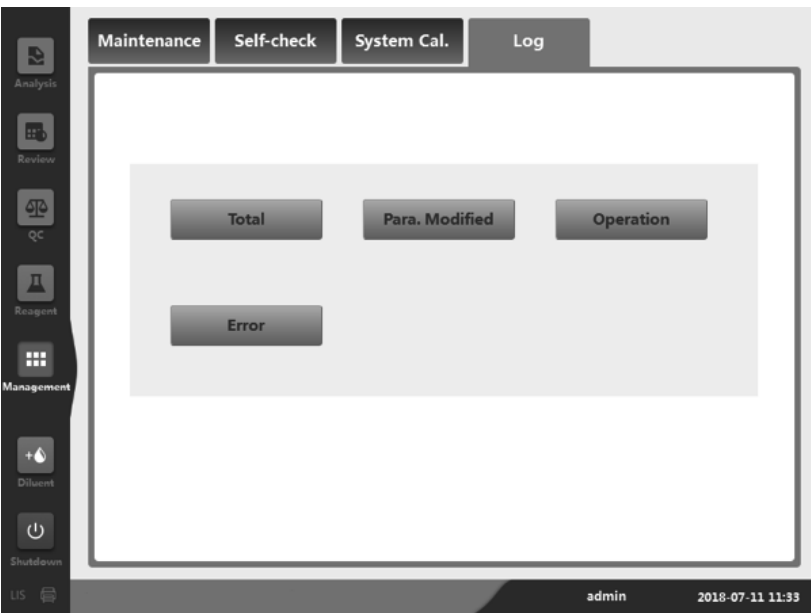 Maintenance Self-check System Cal. Log
Analysis
Review
QC
Reagent
Management
Diluent
Shutdown
LIS
Total Para. Modified Operation
Error
admin 2018-07-11 11:33